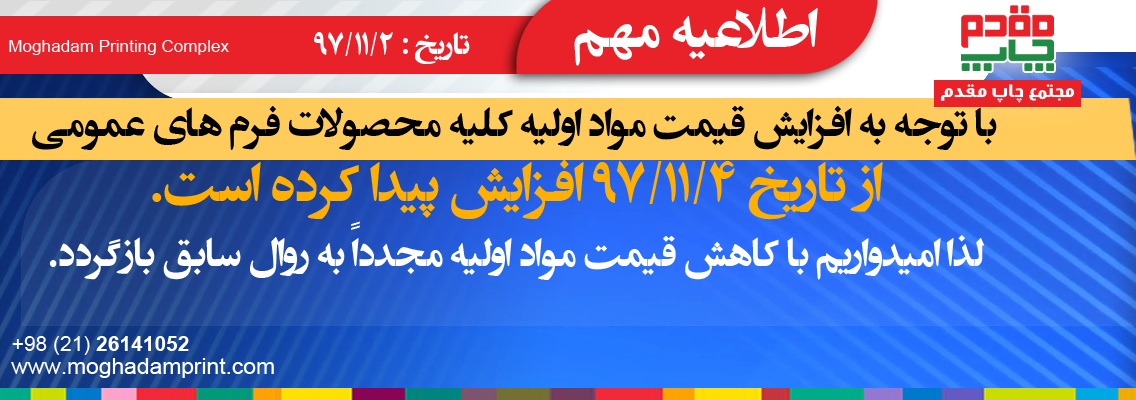 مقدم
چاپ
مجتمع چاپ مقدم
اطلاعیه مهم
تاریخ : ۹۷/۱۱/۲
Moghadam Printing Complex
با توجه به افزایش قیمت مواد اولیه کلیه محصولات فرم های عمومی
از تاریخ ۹۷/۱۱/۴ افزایش پیدا کرده است.
لذا امیدواریم با کاهش قیمت مواد اولیه مجدداً به روال سابق بازگردد.
+98 (21) 26141052
www.moghadamprint.com